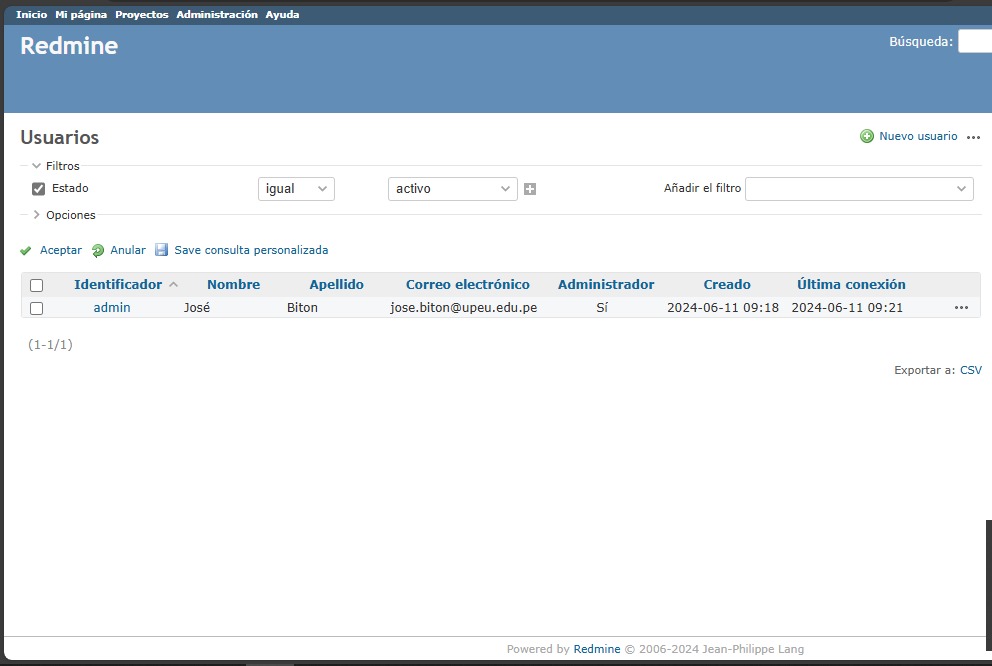 Inicio Mi página Proyectos Administración Ayuda
Redmine
Búsqueda:
Usuarios
Nuevo usuario ...
Filtros
Estado igual activo Añadir el filtro
Opciones
Aceptar Anular Save consulta personalizada
Identificador Nombre Apellido Correo electrónico Administrador Creado Última conexión
admin José Biton jose.biton@upeu.edu.pe Sí 2024-06-11 09:18 2024-06-11 09:21 ...
(1-1/1)
Exportar a: CSV
Powered by Redmine © 2006-2024 Jean-Philippe Lang